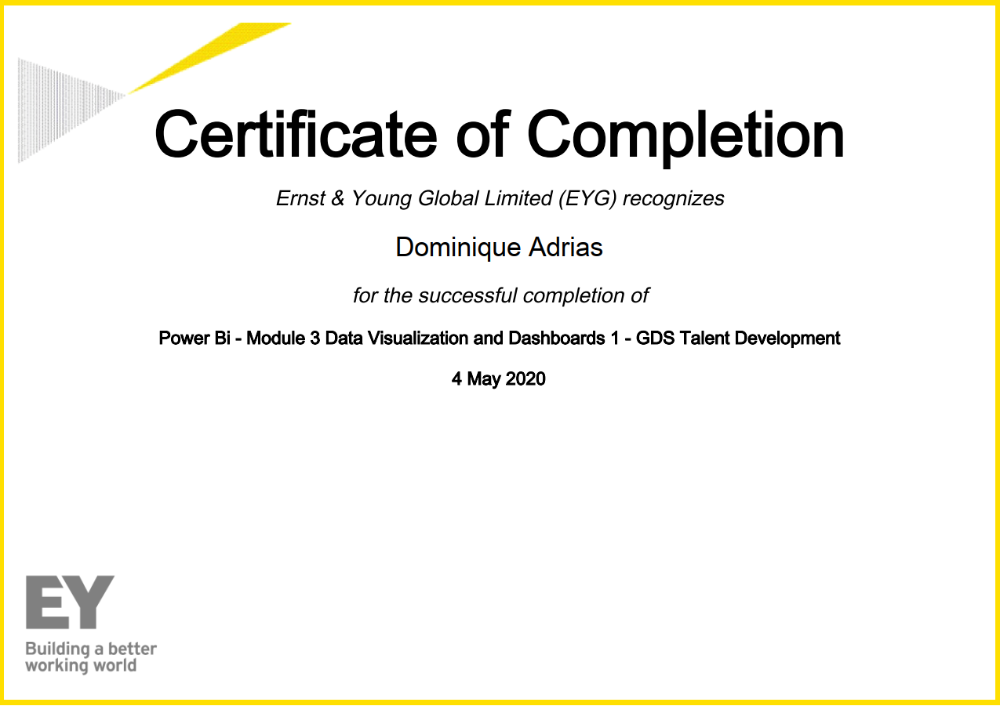 Certificate of Completion
Ernst & Young Global Limited (EYG) recognizes
Dominique Adrias
for the successful completion of
Power Bi - Module 3 Data Visualization and Dashboards 1 - GDS Talent Development
4 May 2020
EY
Building a better
working world